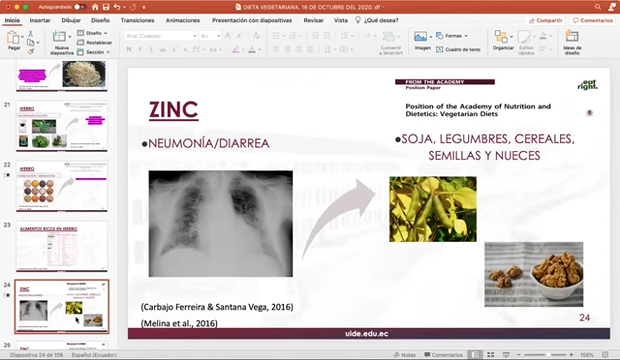 Autoguardado
DIETA VEGETARIANA. 16 DE OCTUBRE DEL 2020. df
Inicio Insertar Dibujar Diseño Transiciones Animaciones Presentación con diapositivas Revisar Vista ¿Qué desea?
Compartir Comentarios
Pegar
Nueva diapositiva
Diseño
Restablecer
Sección
Convertir a SmartArt
Imagen
Formas
Cuadro de texto
Organizar
Estilos rápidos
Ideas de diseño
21
HIERRO
22
HIERRO
23
ALIMENTOS RICOS EN HIERRO
24
ZINC
25
FROM THE ACADEMY
Position Paper
eat right.
ZINC
Position of the Academy of Nutrition and
Dietetics: Vegetarian Diets
●NEUMONÍA/DIARREA
●SOJA, LEGUMBRES, CEREALES,
SEMILLAS Y NUECES
(Carbajo Ferreira & Santana Vega, 2016)
(Melina et al., 2016)
24
uide.edu.ec
Diapositiva 24 de 108 Español (Ecuador) Notas Comentarios 155%